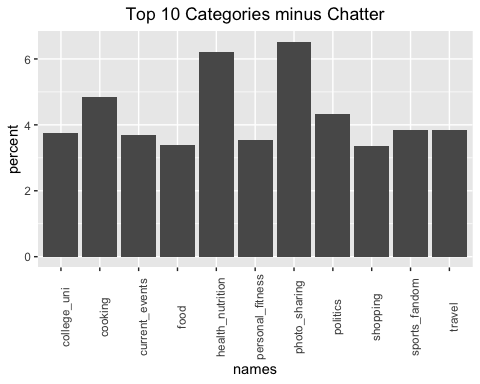 Top 10 Categories minus Chatter
percent
6
4
2
0
college_uni
cooking
current_events
food
health_nutrition
personal_fitness
photo_sharing
politics
shopping
sports_fandom
travel
names